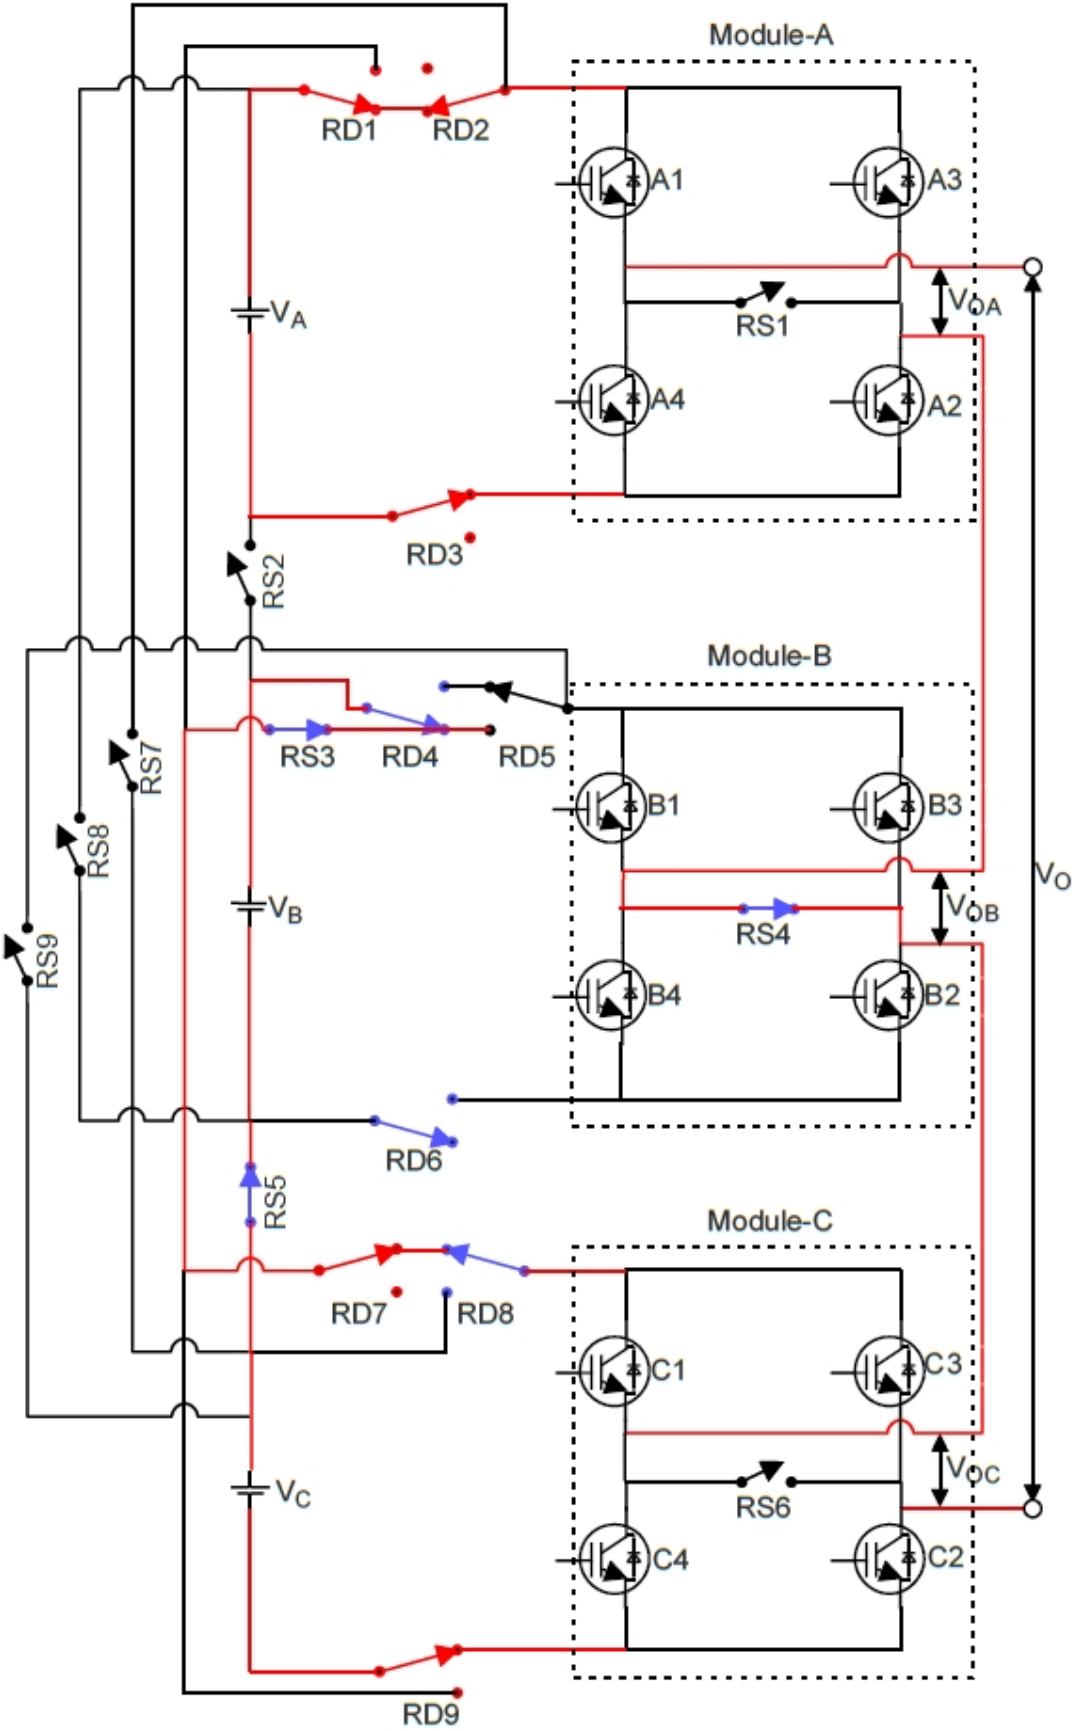 Module-A
RD1
RD2
A1
A3
VA
VOA
RS1
A4
A2
RD3
RS2
Module-B
RS7
RS3
RD4
RD5
B1
B3
RS8
VO
VB
VOB
RS4
RS9
B4
B2
RD6
RS5
Module-C
RD7
RD8
C1
C3
VC
VOC
RS6
C4
C2
RD9